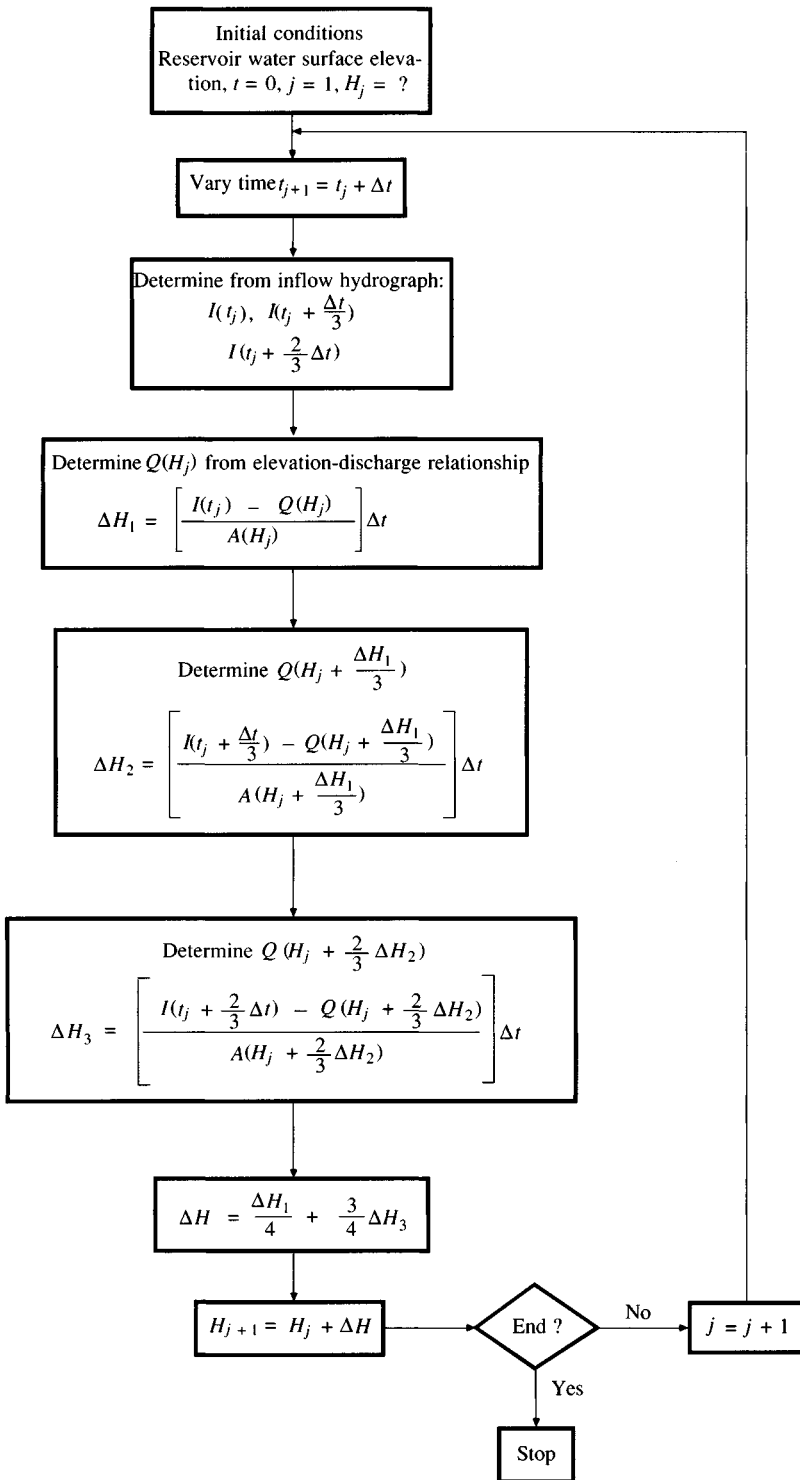 Initial conditions
Reservoir water surface eleva-
tion, t = 0, j = 1, H_j = ?
Vary time t_{j+1} = t_j + Δt
Determine from inflow hydrograph:
I(t_j), I(t_j + Δt/3)
I(t_j + 2/3 Δt)
Determine Q(H_j) from elevation-discharge relationship
ΔH_1 = [(I(t_j) − Q(H_j)) / A(H_j)] Δt
Determine Q(H_j + ΔH_1/3)
ΔH_2 = [(I(t_j + Δt/3) − Q(H_j + ΔH_1/3)) / A(H_j + ΔH_1/3)] Δt
Determine Q (H_j + 2/3 ΔH_2)
ΔH_3 = [(I(t_j + 2/3 Δt) − Q(H_j + 2/3 ΔH_2)) / A(H_j + 2/3 ΔH_2)] Δt
ΔH = ΔH_1/4 + 3/4 ΔH_3
H_{j+1} = H_j + ΔH
End ?
No
j = j + 1
Yes
Stop